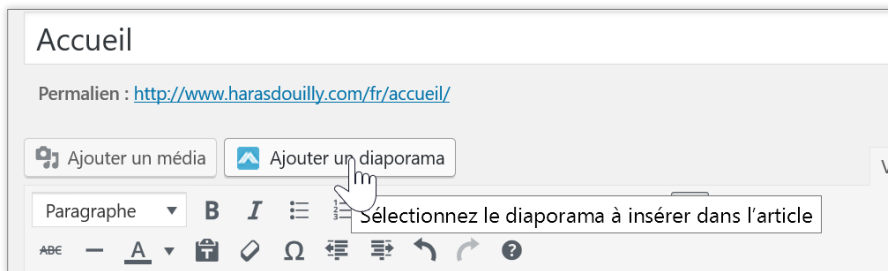 Accueil
Permalien : http://www.harasdouilly.com/fr/accueil/
Ajouter un média Ajouter un diaporama
Paragraphe B I
Sélectionnez le diaporama à insérer dans l'article
ABC A T Ω ?